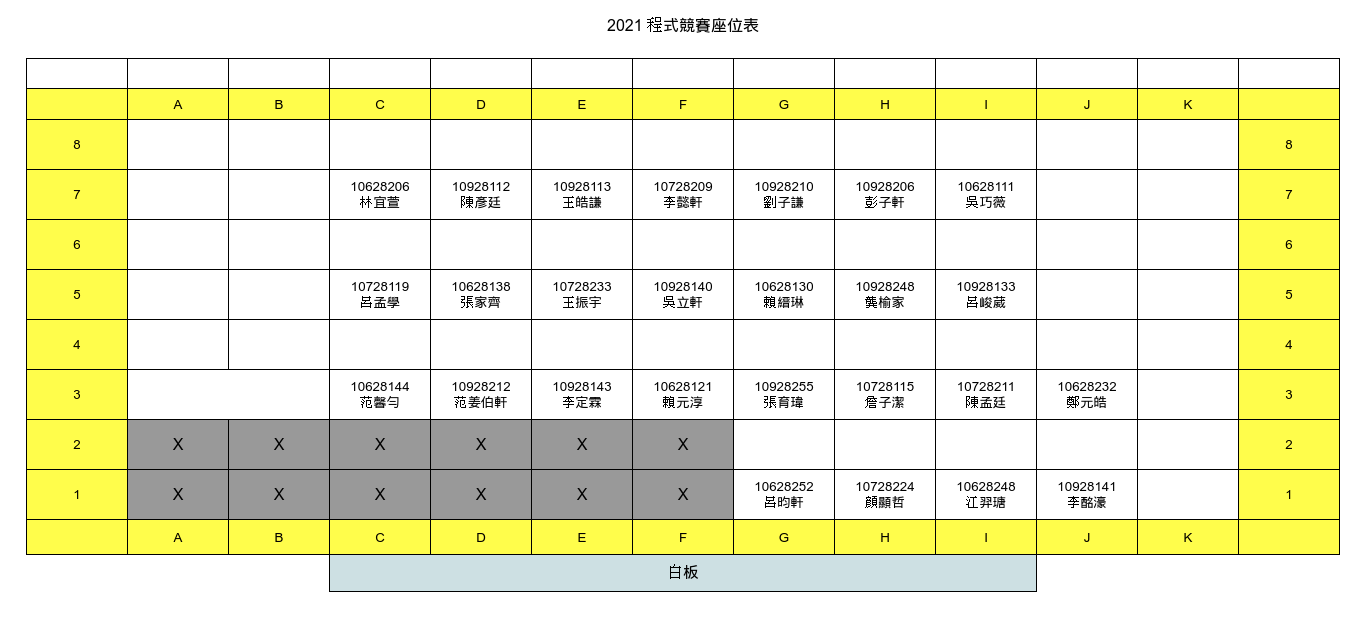 2021 程式競賽座位表
A B C D E F G H I J K
8 8
7 10628206 10928112 10928113 10728209 10928210 10928206 10628111 7
林宜萱 陳彥廷 王皓謙 李懿軒 劉子謙 彭子軒 吳巧薇
6 6
5 10728119 10628138 10728233 10928140 10628130 10928248 10928133 5
呂孟學 張家齊 王振宇 吳立軒 賴縉琳 龔榆家 呂峻葳
4 4
3 10628144 10928212 10928143 10628121 10928255 10728115 10728211 10628232 3
范馨勻 范姜伯軒 李定霖 賴元淳 張育瑋 詹子潔 陳孟廷 鄭元皓
2 X X X X X X 2
1 X X X X X X 10628252 10728224 10628248 10928141 1
呂昀軒 顏顥哲 江羿瑭 李酩濠
A B C D E F G H I J K
白板